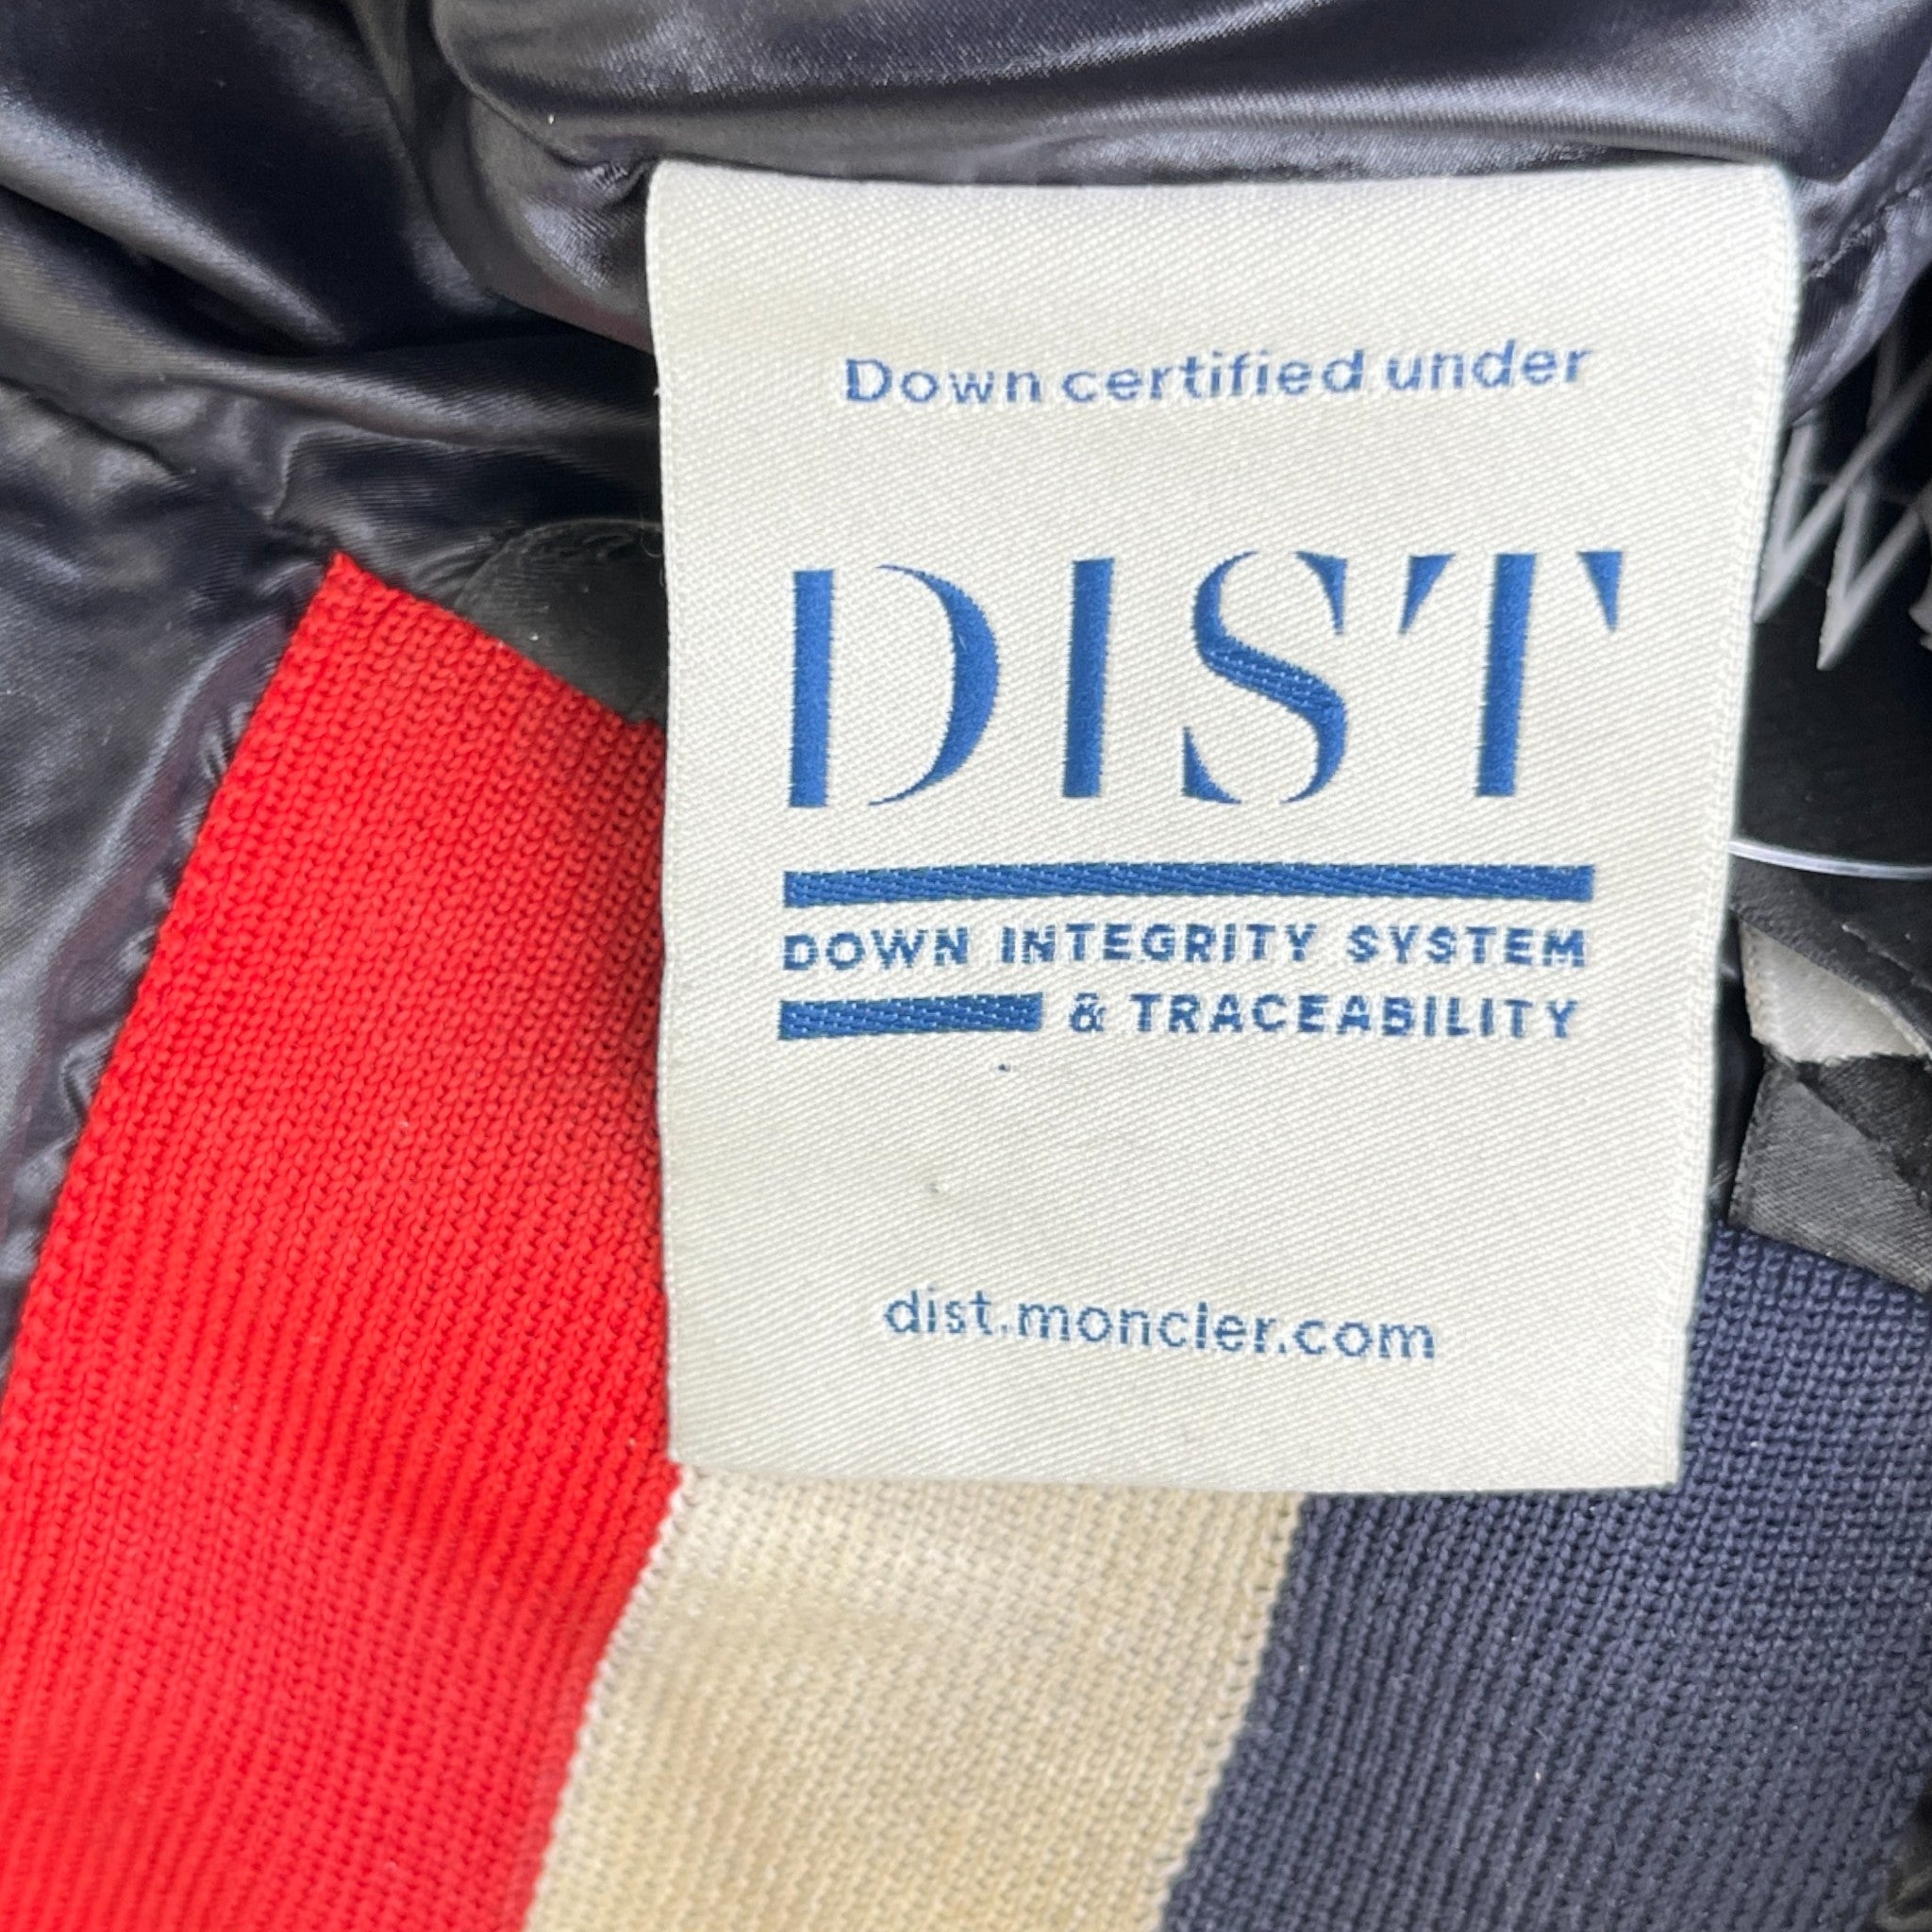 Down certified under
DIST
DOWN INTEGRITY SYSTEM
& TRACEABILITY
dist.moncler.com